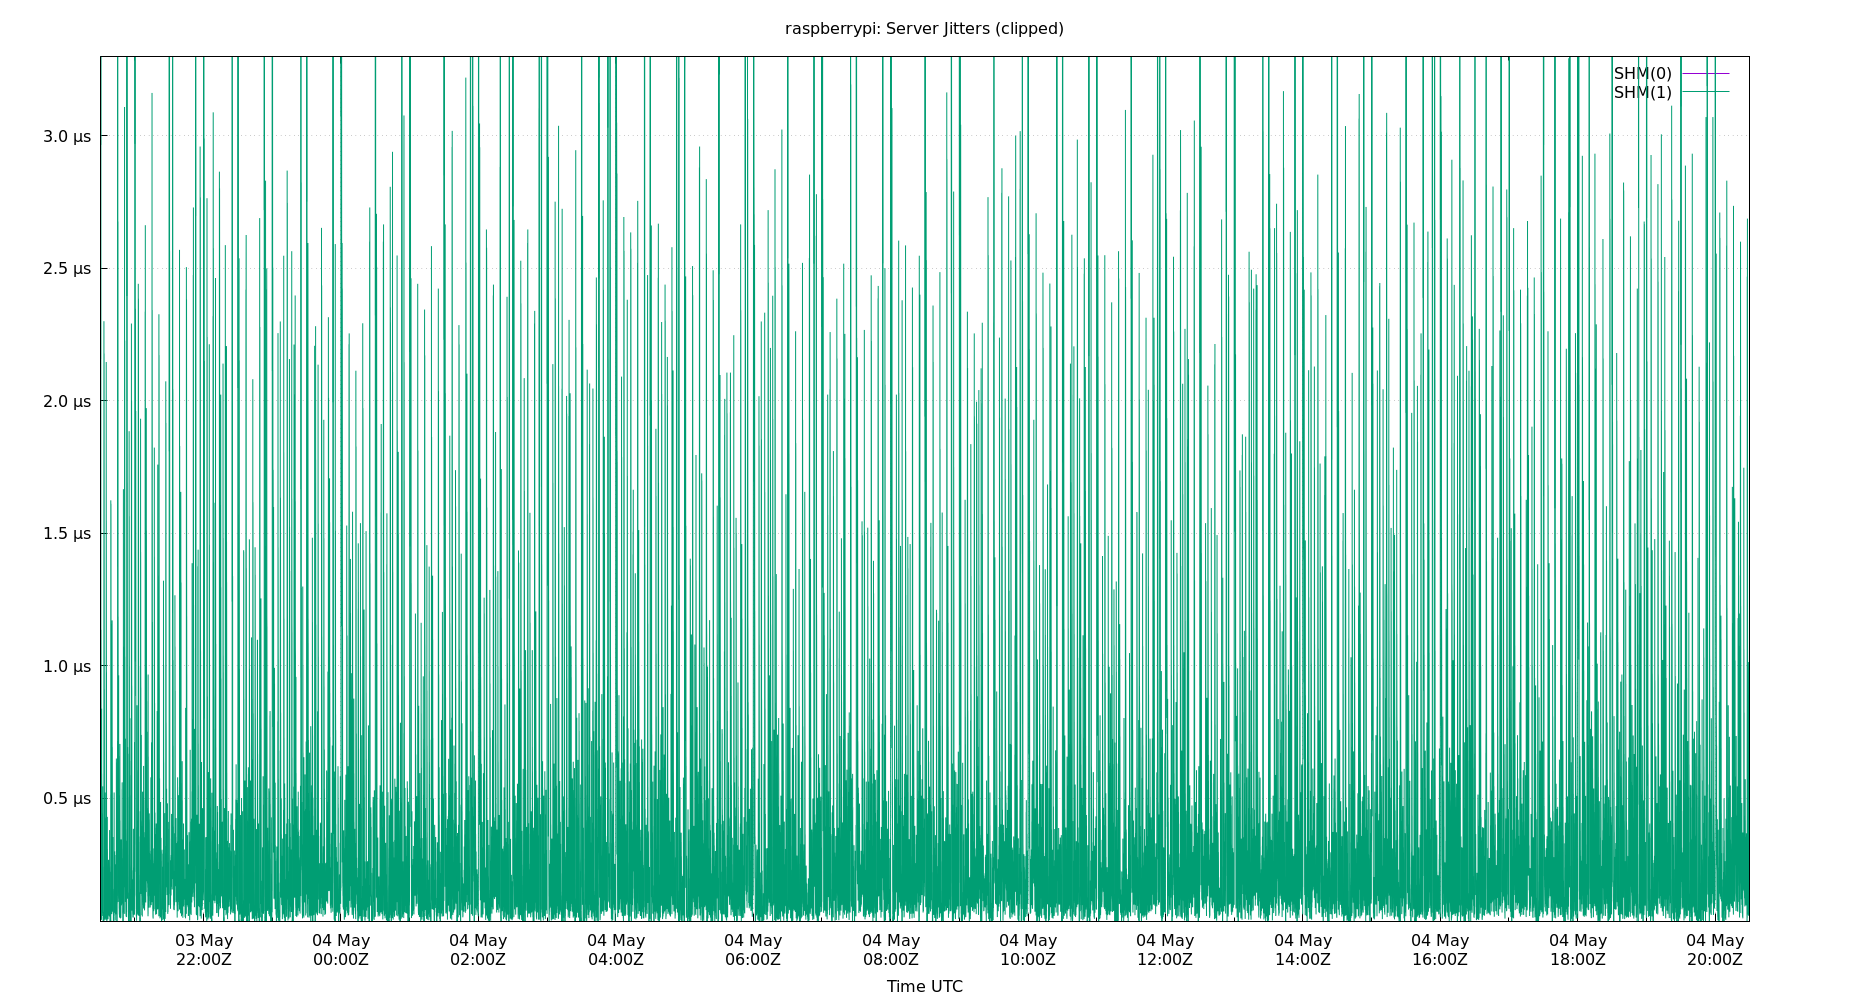 raspberrypi: Server Jitters (clipped)
SHM(0)
SHM(1)
3.0 µs
2.5 µs
2.0 µs
1.5 µs
1.0 µs
0.5 µs
03 May 04 May 04 May 04 May 04 May 04 May 04 May 04 May 04 May 04 May 04 May 04 May
22:00Z 00:00Z 02:00Z 04:00Z 06:00Z 08:00Z 10:00Z 12:00Z 14:00Z 16:00Z 18:00Z 20:00Z
Time UTC